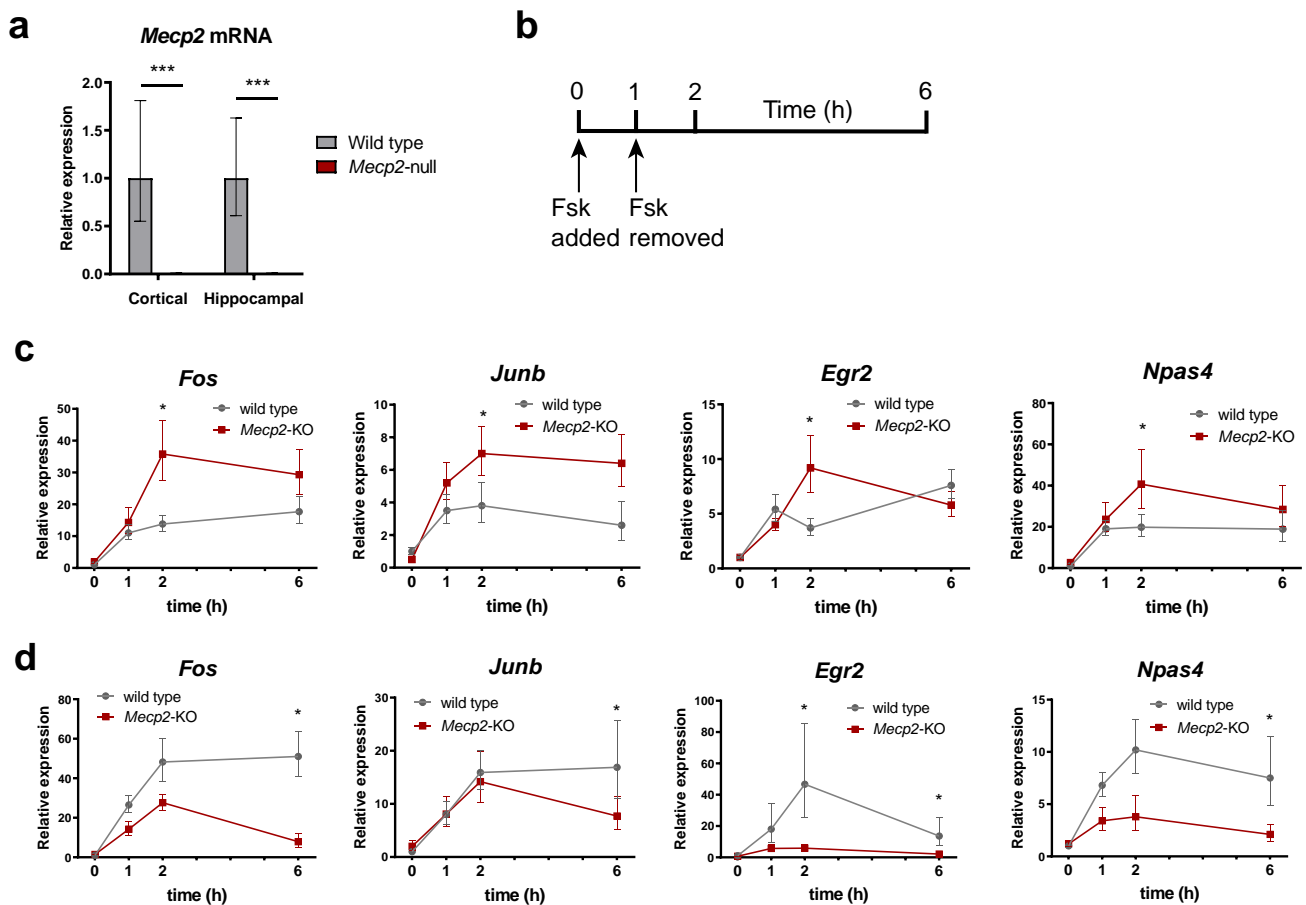 a
Mecp2 mRNA
***
***
2.0
1.5
1.0
0.5
0.0
Relative expression
Cortical
Hippocampal
Wild type
Mecp2-null
b
0
1
2
6
Time (h)
Fsk
added
Fsk
removed
c
Fos
50
40
30
20
10
0
Relative expression
*
wild type
Mecp2-KO
0
1
2
6
time (h)
Junb
8
6
4
2
0
Relative expression
*
wild type
Mecp2-KO
0
1
2
6
time (h)
Egr2
15
10
5
0
Relative expression
*
wild type
Mecp2-KO
0
1
2
6
time (h)
Npas4
80
60
40
20
0
Relative expression
*
wild type
Mecp2-KO
0
1
2
6
time (h)
d
Fos
80
60
40
20
0
Relative expression
wild type
Mecp2-KO
*
0
1
2
6
time (h)
Junb
30
20
10
0
Relative expression
wild type
Mecp2-KO
*
0
1
2
6
time (h)
Egr2
100
80
60
40
20
0
Relative expression
*
wild type
Mecp2-KO
*
0
1
2
6
time (h)
Npas4
15
10
5
0
Relative expression
wild type
Mecp2-KO
*
0
1
2
6
time (h)